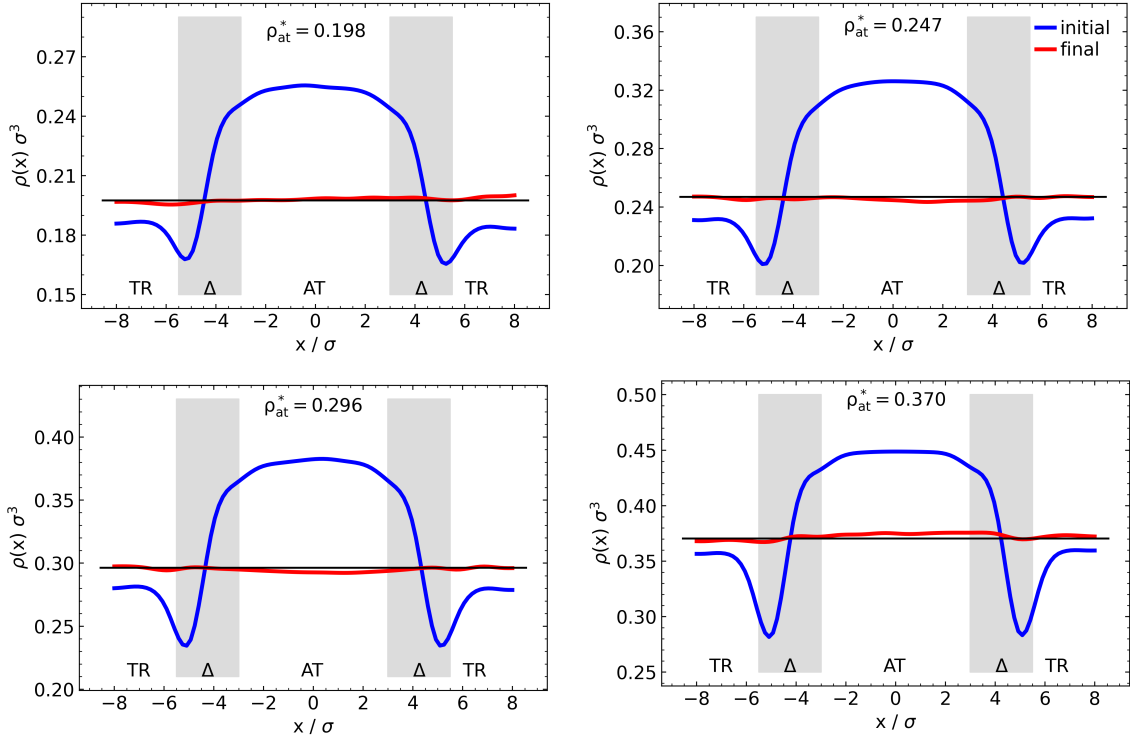 ρ*at = 0.198
0.27
0.24
0.21
0.18
0.15
ρ(x) σ³
TR Δ AT Δ TR
−8 −6 −4 −2 0 2 4 6 8
x / σ
ρ*at = 0.247
initial
final
0.36
0.32
0.28
0.24
0.20
ρ(x) σ³
TR Δ AT Δ TR
−8 −6 −4 −2 0 2 4 6 8
x / σ
ρ*at = 0.296
0.40
0.35
0.30
0.25
0.20
ρ(x) σ³
TR Δ AT Δ TR
−8 −6 −4 −2 0 2 4 6 8
x / σ
ρ*at = 0.370
0.50
0.45
0.40
0.35
0.30
0.25
ρ(x) σ³
TR Δ AT Δ TR
−8 −6 −4 −2 0 2 4 6 8
x / σ